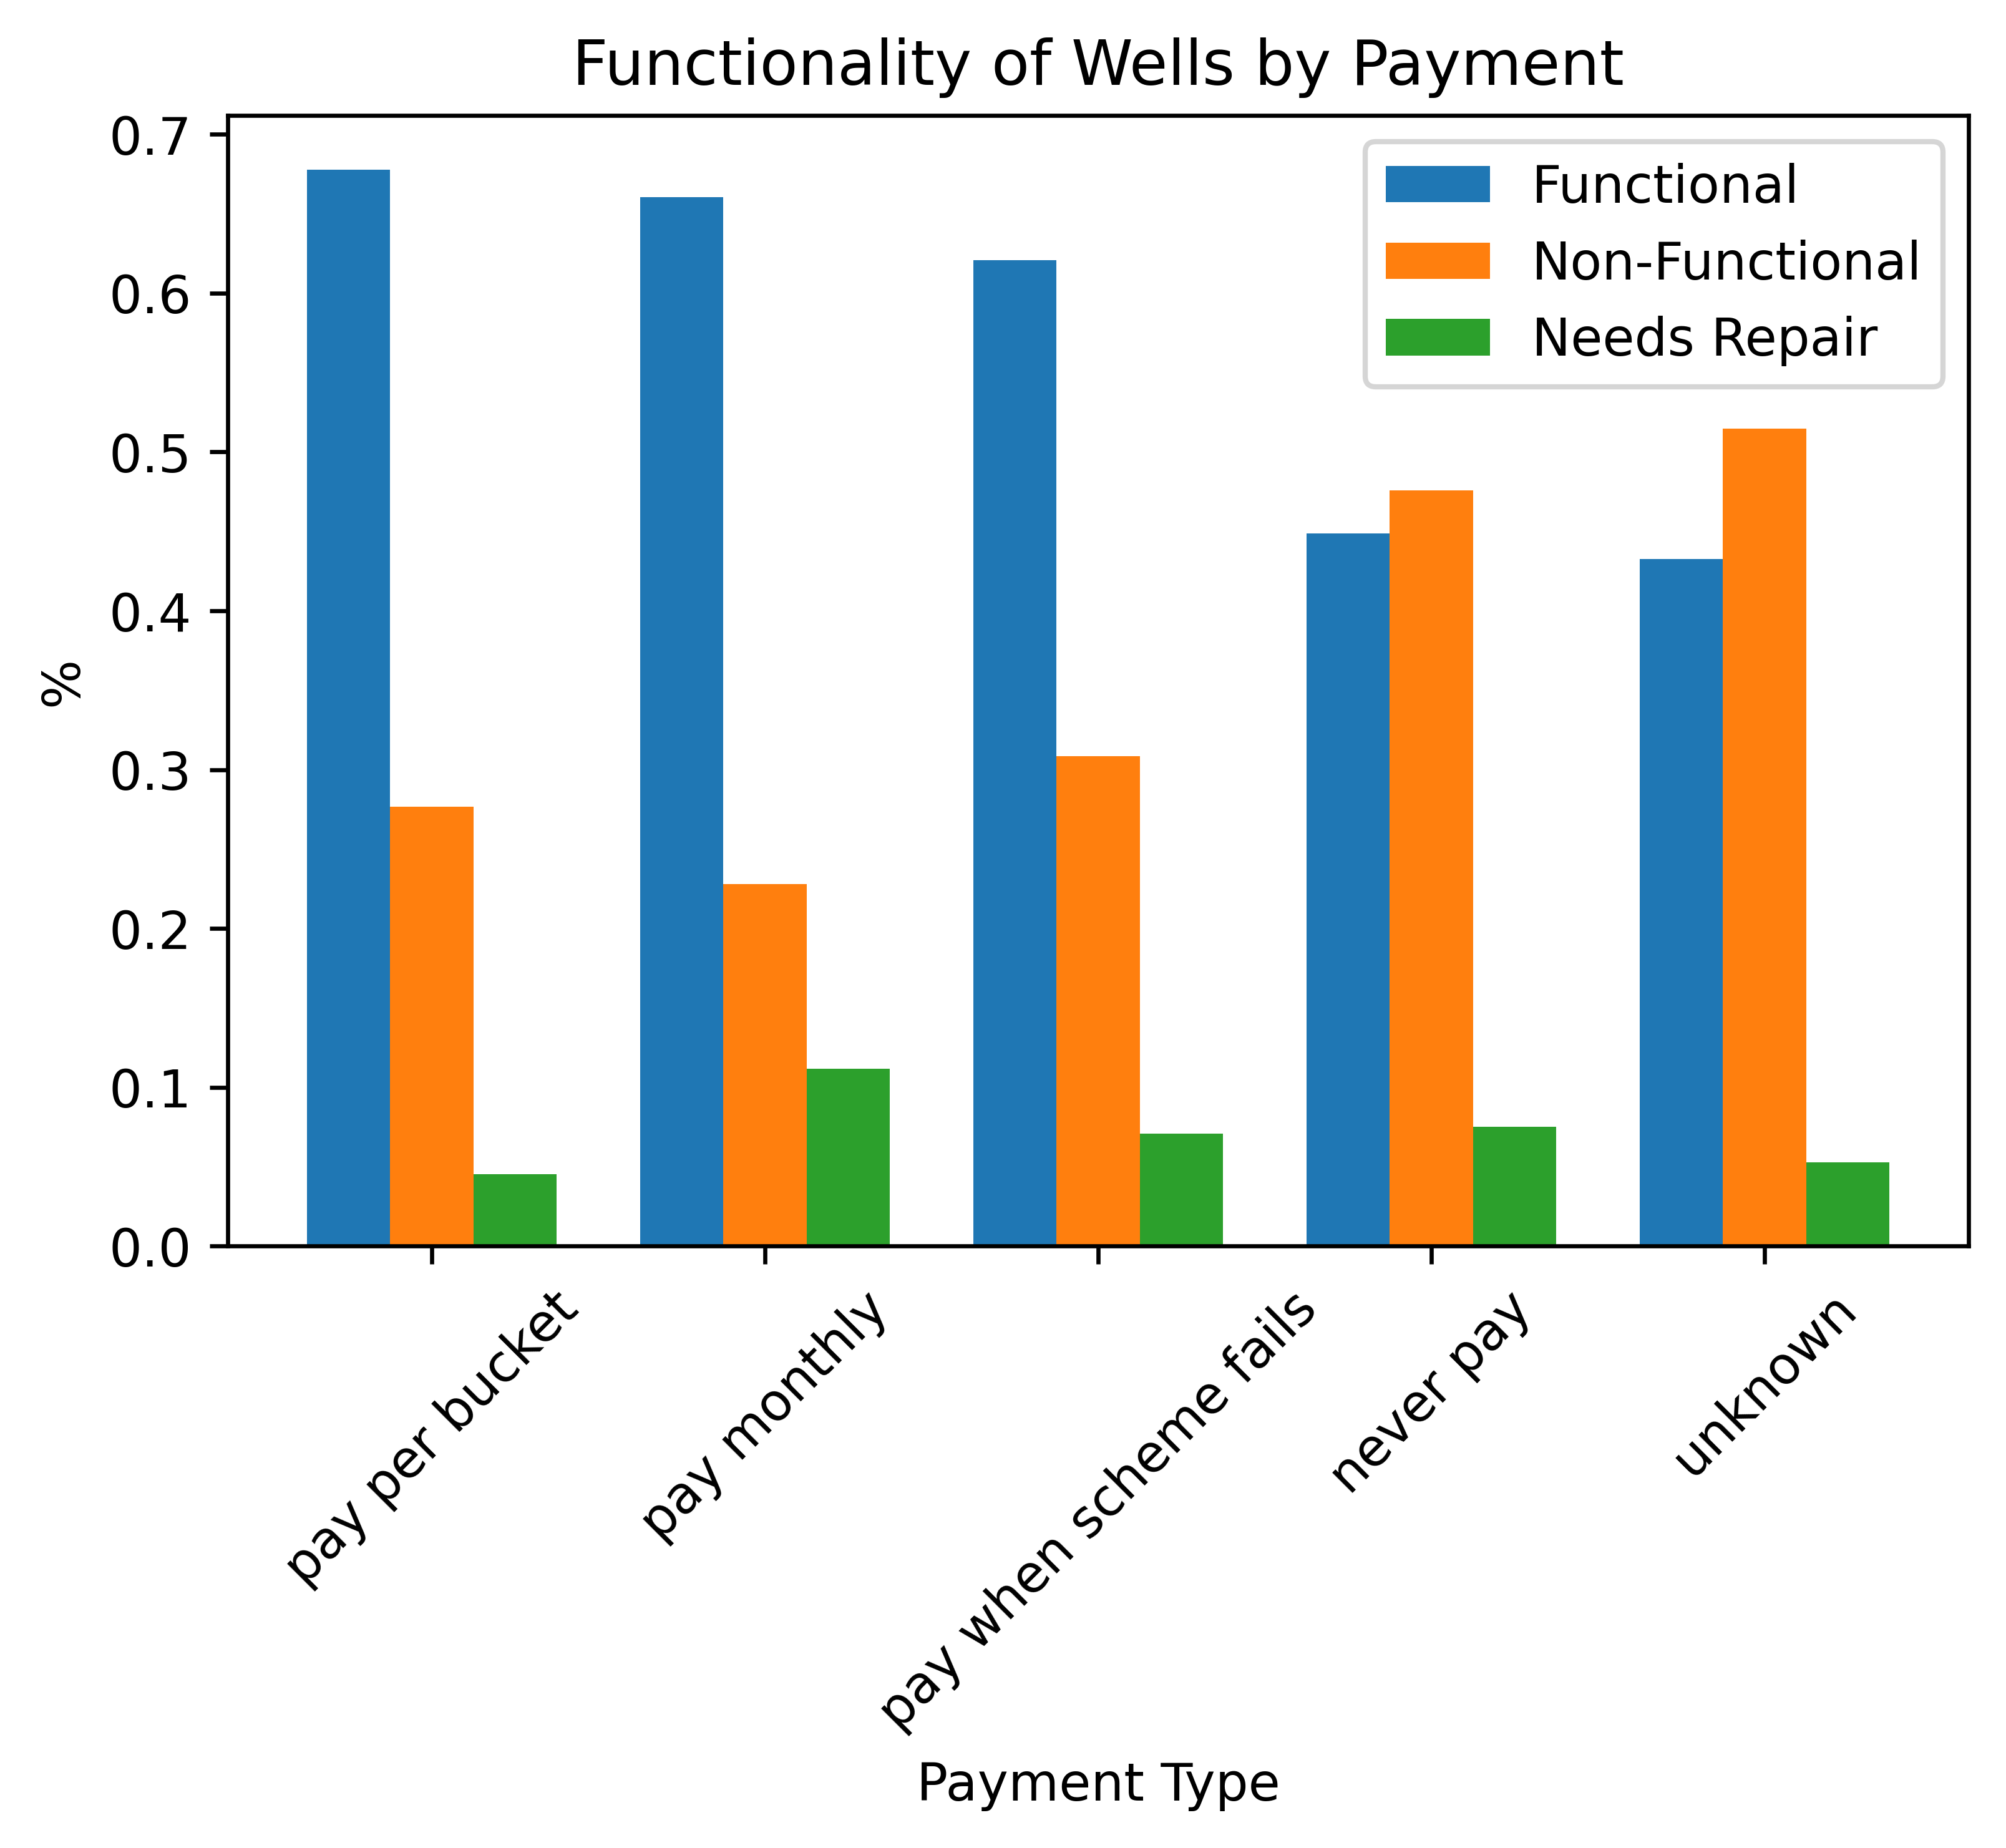 Functionality of Wells by Payment
0.7
0.6
0.5
0.4
0.3
0.2
0.1
0.0
%
Functional
Non-Functional
Needs Repair
pay per bucket
pay monthly
pay when scheme fails
never pay
unknown
Payment Type